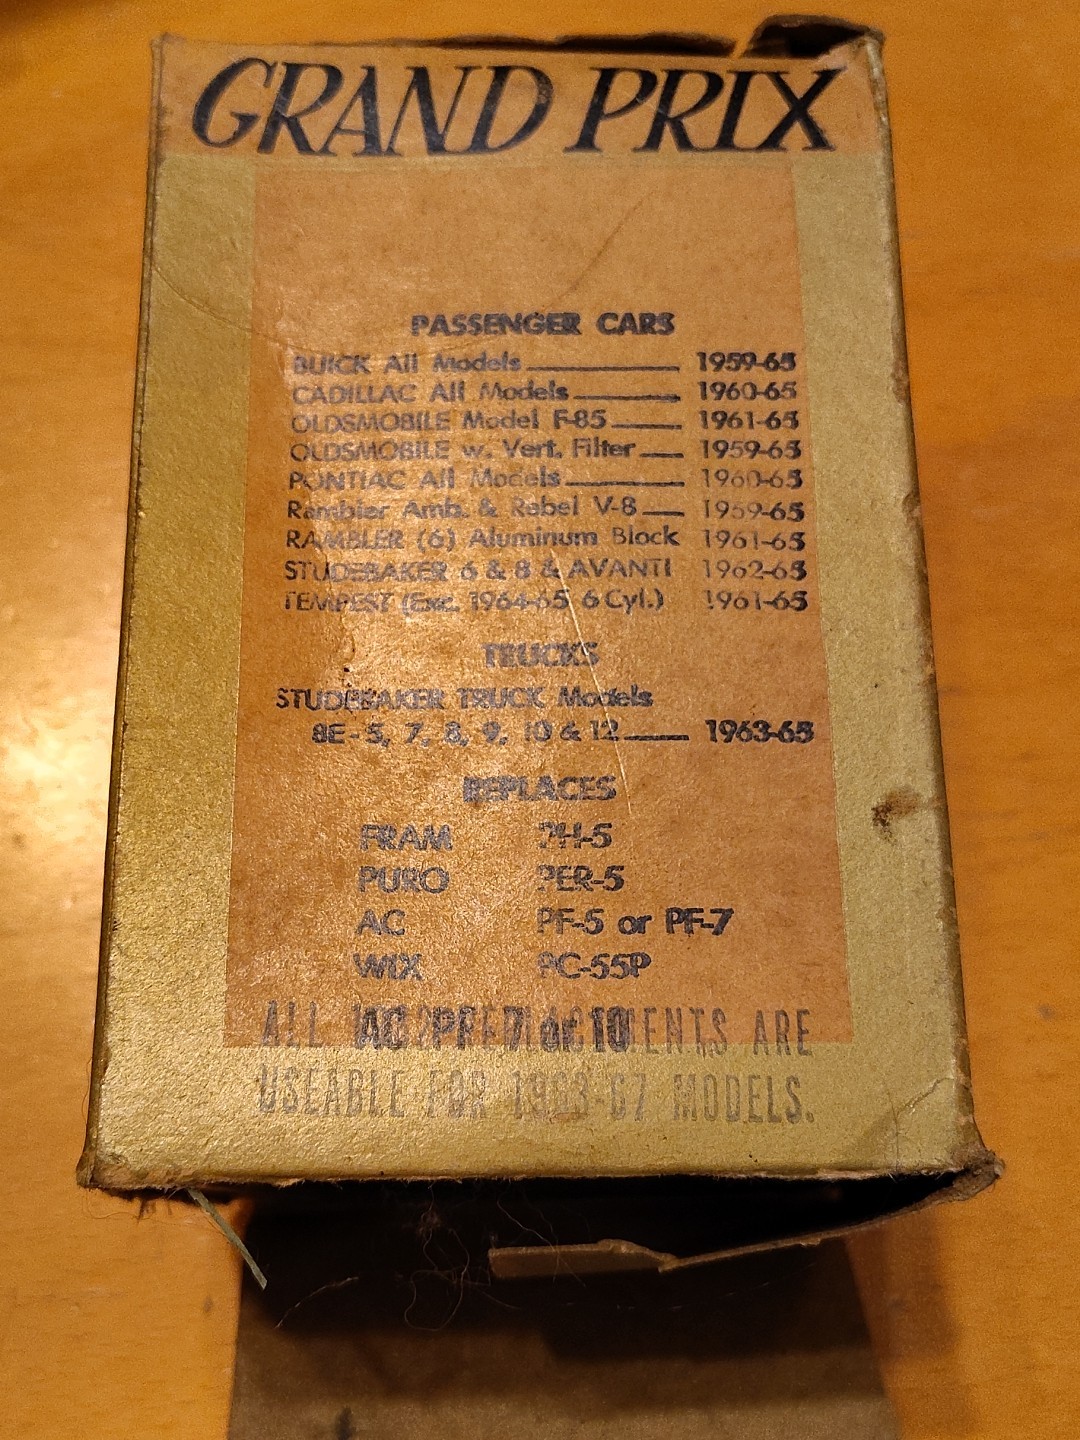 GRAND PRIX
PASSENGER CARS
BUICK All Models 1959-65
CADILLAC All Models 1960-65
OLDSMOBILE Model F-85 1961-65
OLDSMOBILE w. Vert. Filter 1959-65
PONTIAC All Models 1960-65
Rambler Amb. & Rebel V-8 1959-65
RAMBLER (6) Aluminum Block 1961-65
STUDEBAKER 6 & 8 & AVANTI 1962-65
TEMPEST (Exc. 1964-65 6 Cyl.) 1961-65
TRUCKS
STUDEBAKER TRUCK Models
8E-5, 7, 8, 9, 10 & 12 1963-65
REPLACES
FRAM PH-5
PURO PER-5
AC PF-5 or PF-7
WIX PC-55P
AC PF 7 or 10
ALL ARE
USEABLE FOR 1963-67 MODELS.